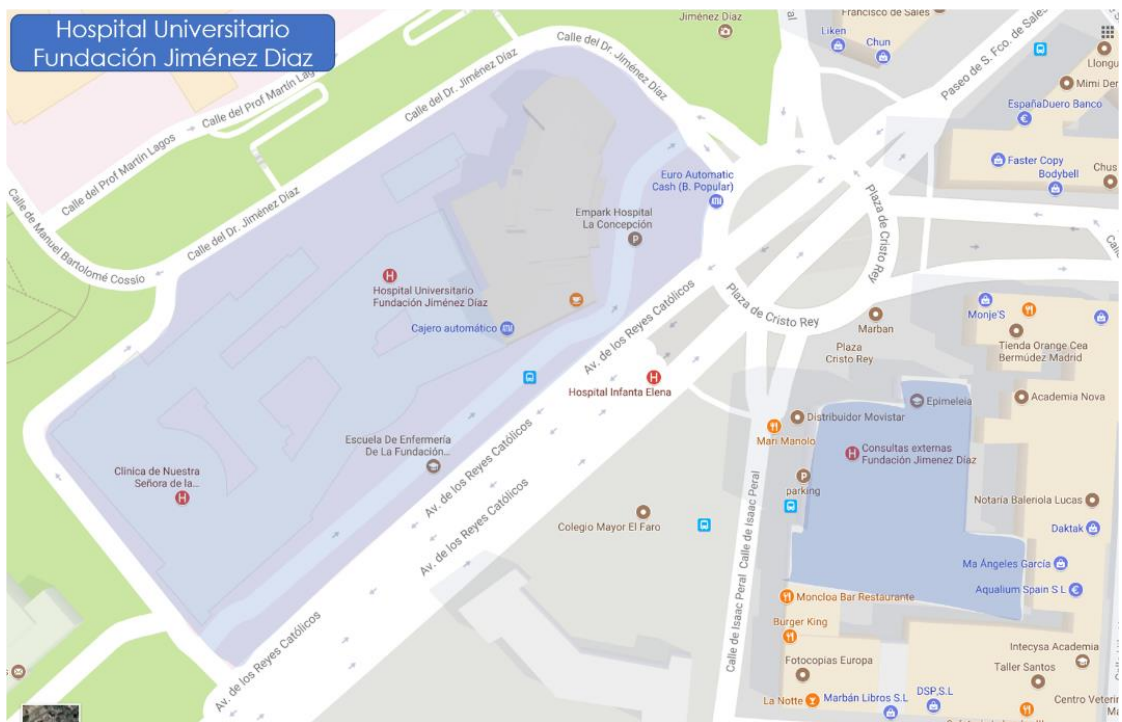 Hospital Universitario
Fundación Jiménez Diaz
Jiménez Díaz
Francisco de Sales
Liken
Chun
Paseo de S. Fco. de Sales
Mimi
EspañaDuero Banco
Faster Copy
Bodybell
Chus
Calle del Prof Martín Lagos
Calle del Prof Martín Lagos
Calle del Dr. Jiménez Díaz
Calle del Dr. Jiménez Díaz
Calle del Dr. Jiménez Díaz
Calle de Manuel Bartolomé Cossío
Euro Automatic
Cash (B. Popular)
Empark Hospital
La Concepción
Plaza de Cristo Rey
Plaza de Cristo Rey
Hospital Universitario
Fundación Jiménez Díaz
Cajero automático
Av. de los Reyes Católicos
Marban
Plaza
Cristo Rey
Monje'S
Tienda Orange Cea
Bermúdez Madrid
Hospital Infanta Elena
Epimeleia
Academia Nova
Distribuidor Movistar
Mari Manolo
Consultas externas
Fundación Jimenez Díaz
Escuela De Enfermería
De La Fundación...
Clínica de Nuestra
Señora de la...
Av. de los Reyes Católicos
Av. de los Reyes Católicos
Av. de los Reyes Católicos
parking
Notaria Baleriola Lucas
Colegio Mayor El Faro
Daktak
Calle de Isaac Peral
Calle de Isaac Peral
Ma Ángeles García
Aqualium Spain S L
Moncloa Bar Restaurante
Burger King
Fotocopias Europa
Intecysa Academia
Taller Santos
La Notte
Marbán Libros S.L
DSP,S.L
Centro